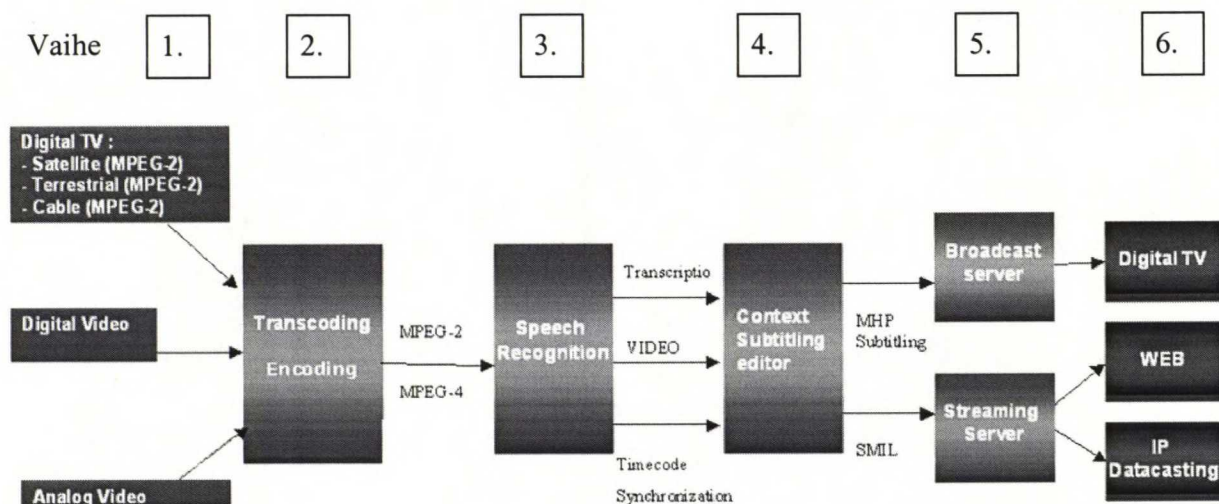 Vaihe 1. 2. 3. 4. 5. 6.
Digital TV :
- Satellite (MPEG-2)
- Terrestrial (MPEG-2)
- Cable (MPEG-2)
Digital Video
Analog Video
Transcoding
Encoding
MPEG-2
MPEG-4
Speech
Recognition
Transcriptio
VIDEO
Timecode
Synchronization
Context
Subtitling
editor
MHP
Subtitling
SMIL
Broadcast
server
Streaming
Server
Digital TV
WEB
IP
Datacasting